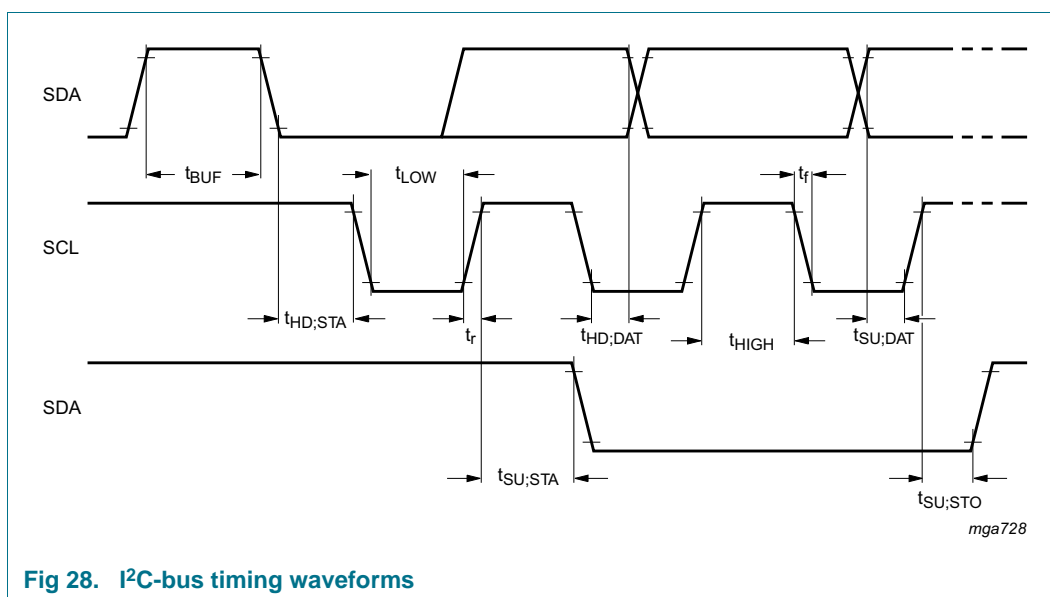 SDA
tBUF
tLOW
tf
SCL
tHD;STA
tr
tHD;DAT
tHIGH
tSU;DAT
SDA
tSU;STA
tSU;STO
mga728
Fig 28. I²C-bus timing waveforms